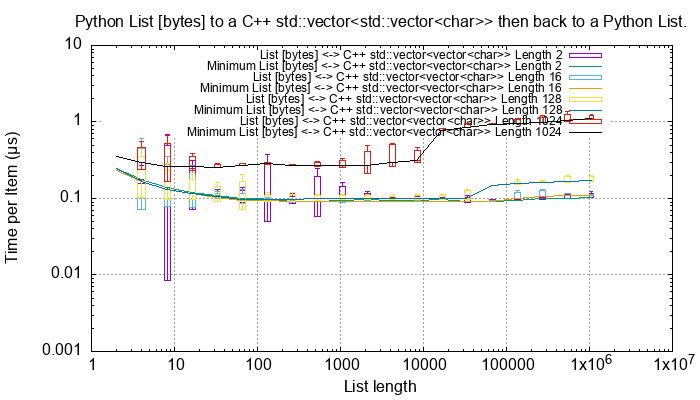 Python List [bytes] to a C++ std::vector<std::vector<char>> then back to a Python List.
List [bytes] <-> C++ std::vector<vector<char>> Length 2
Minimum List [bytes] <-> C++ std::vector<vector<char>> Length 2
List [bytes] <-> C++ std::vector<vector<char>> Length 16
Minimum List [bytes] <-> C++ std::vector<vector<char>> Length 16
List [bytes] <-> C++ std::vector<vector<char>> Length 128
Minimum List [bytes] <-> C++ std::vector<vector<char>> Length 128
List [bytes] <-> C++ std::vector<vector<char>> Length 1024
Minimum List [bytes] <-> C++ std::vector<vector<char>> Length 1024
Time per Item (µs)
10
1
0.1
0.01
0.001
1 10 100 1000 10000 100000 1x10^6 1x10^7
List length